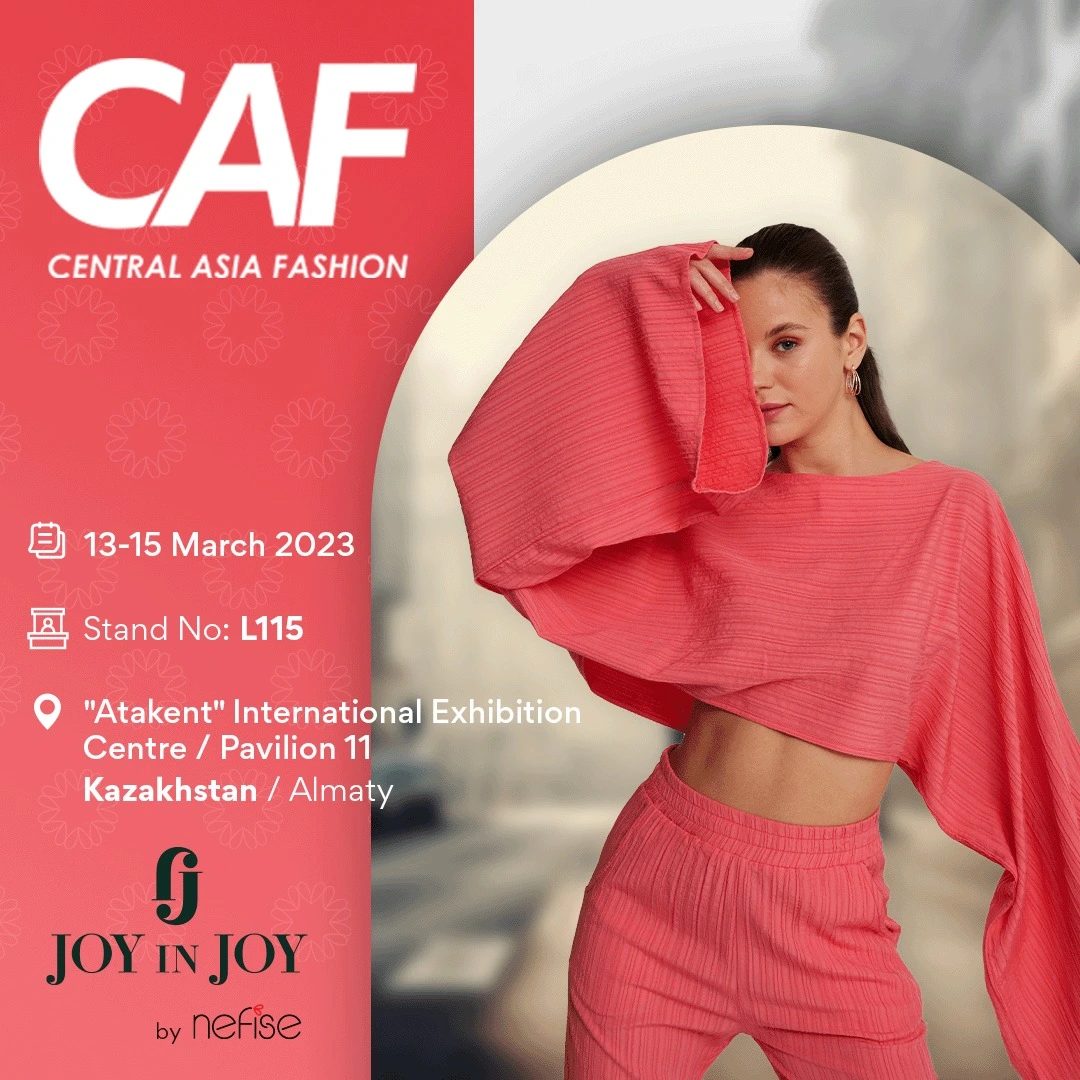 CAF
CENTRAL ASIA FASHION
13-15 March 2023
Stand No: L115
"Atakent" International Exhibition
Centre / Pavilion 11
Kazakhstan / Almaty
JOY IN JOY
by nefise